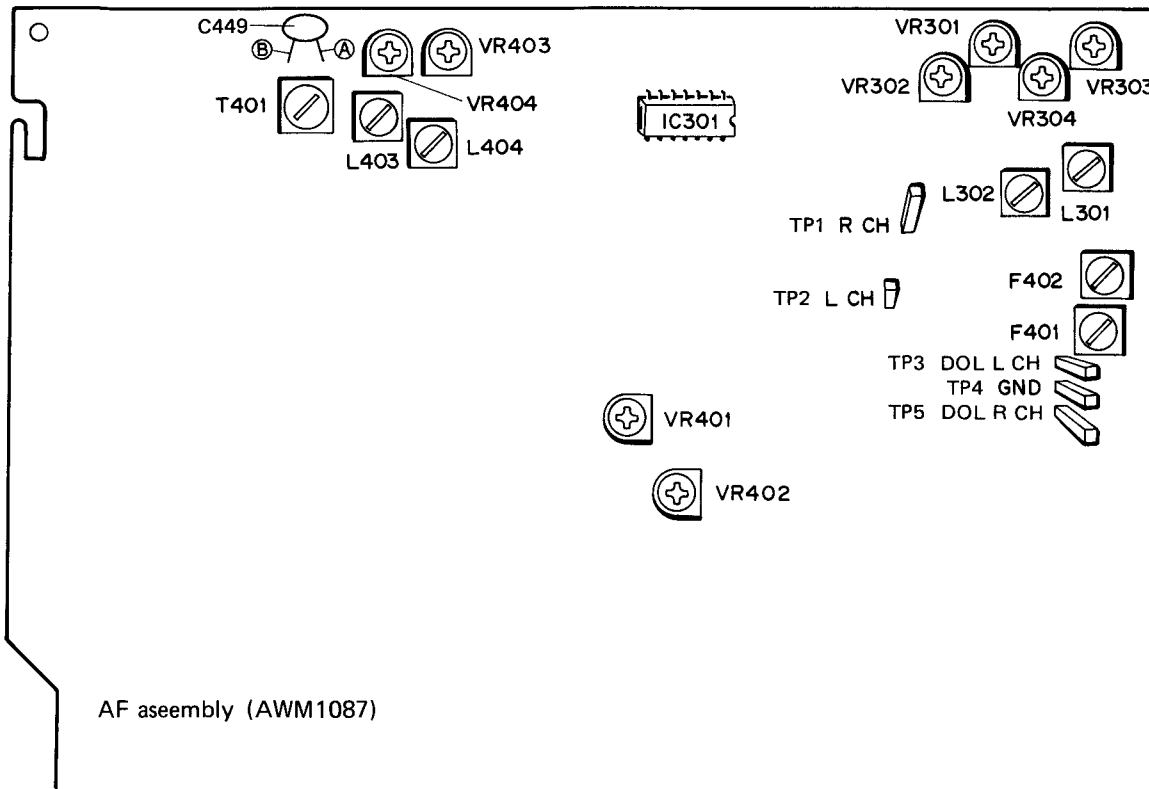 C449
B A
VR403
VR404
T401
L403
L404
IC301
VR301
VR302
VR303
VR304
L302
L301
TP1 R CH
TP2 L CH
F402
F401
TP3 DOL L CH
TP4 GND
TP5 DOL R CH
VR401
VR402
AF aseembly (AWM1087)